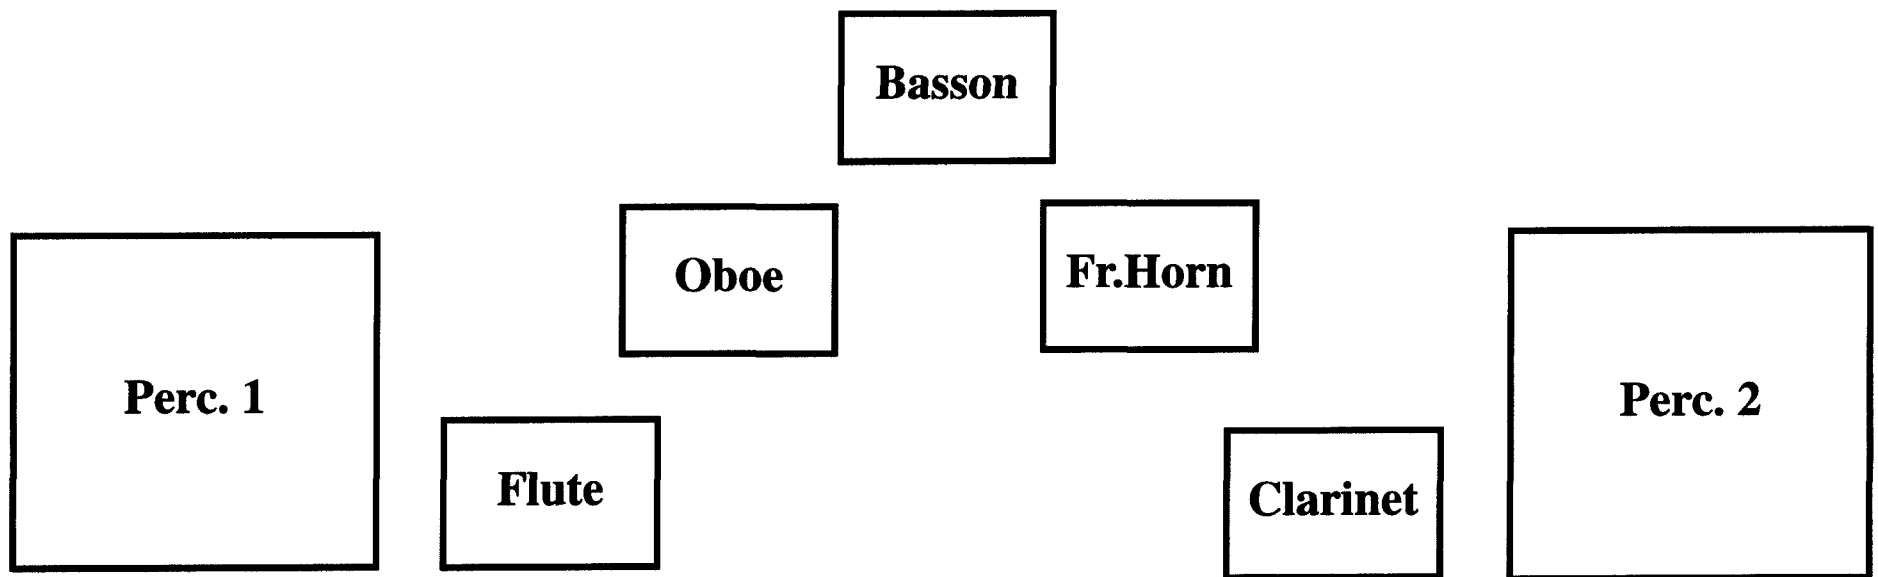 Basson
Oboe
Fr.Horn
Perc. 1
Perc. 2
Flute
Clarinet